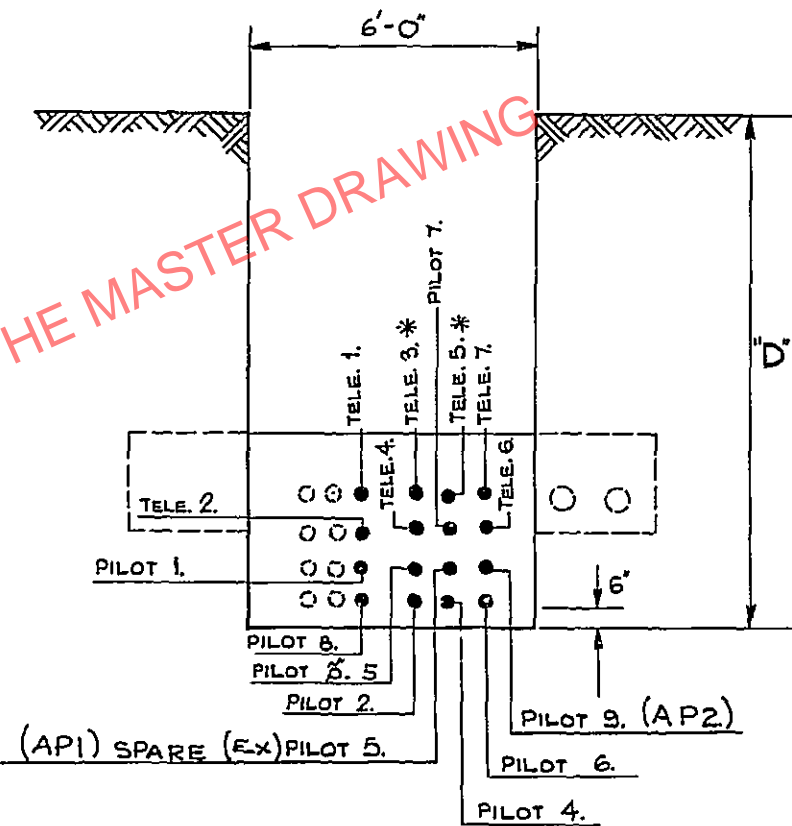 6'-0"
HE MASTER DRAWING
PILOT 7.
TELE. 1.
TELE. 3.*
TELE. 5.*
TELE. 7.
"D"
TELE. 4.
TELE. 6.
TELE. 2.
PILOT 1.
6"
PILOT 8.
PILOT 3. 5
PILOT 2.
PILOT 9. (AP2)
(AP1) SPARE (EX) PILOT 5.
PILOT 6.
PILOT 4.